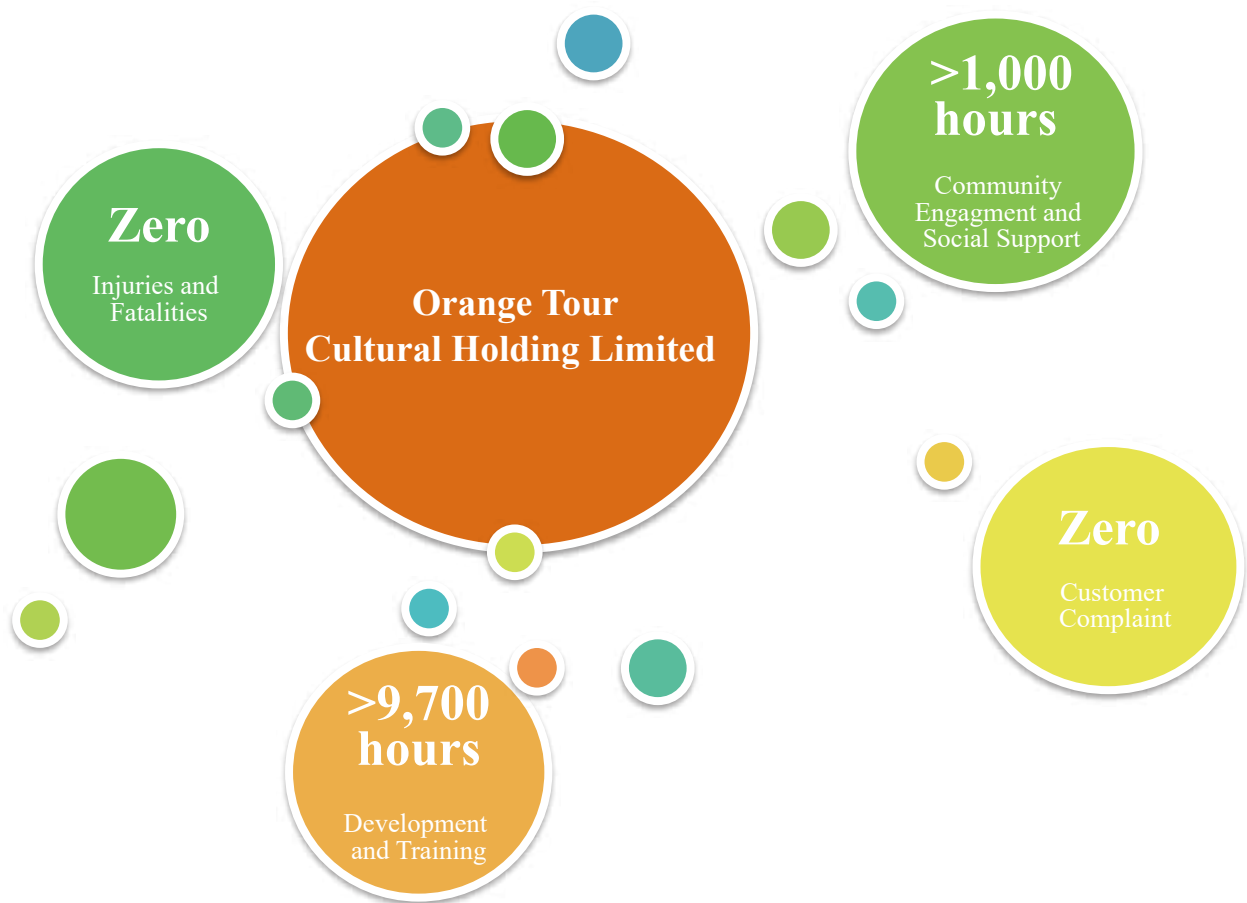 >1,000
hours
Community
Engagment and
Social Support
Zero
Injuries and
Fatalities
Orange Tour
Cultural Holding Limited
Zero
Customer
Complaint
>9,700
hours
Development
and Training